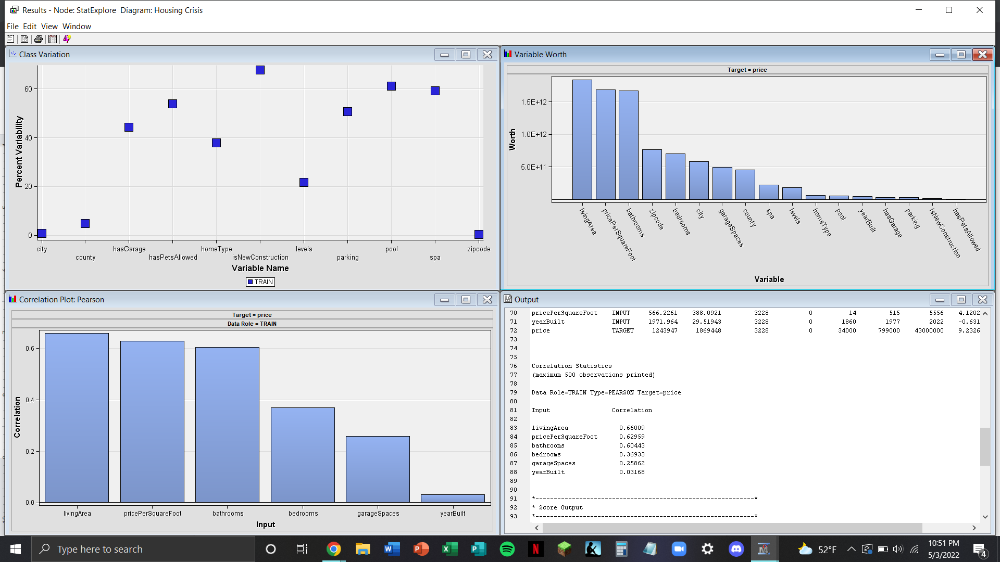 Results - Node: StatExplore  Diagram: Housing Crisis
File Edit View Window
Class Variation
60
40
20
0
Percent Variability
city
hasGarage
homeType
levels
pool
zipcode
county
hasPetsAllowed
isNewConstruction
parking
spa
Variable Name
TRAIN
Variable Worth
Target = price
1.5E+12
1.0E+12
5.0E+11
Worth
livingArea
pricePerSquareFoot
bathrooms
zipcode
bedrooms
city
garageSpaces
county
spa
levels
homeType
pool
yearBuilt
hasGarage
parking
isNewConstruction
hasPetsAllowed
Variable
Correlation Plot: Pearson
Target = price
Data Role = TRAIN
0.6
0.4
0.2
0.0
Correlation
livingArea
pricePerSquareFoot
bathrooms
bedrooms
garageSpaces
yearBuilt
Input
Output
70 pricePerSquareFoot INPUT 566.2261 388.0921 3228 0 14 515 5556 4.1202
71 yearBuilt INPUT 1971.964 29.51943 3228 0 1860 1977 2022 -0.631
72 price TARGET 1243947 1869448 3228 0 34000 799000 43000000 9.2326
73
74
75
76 Correlation Statistics
77 (maximum 500 observations printed)
78
79 Data Role=TRAIN Type=PEARSON Target=price
80
81 Input Correlation
82
83 livingArea 0.66009
84 pricePerSquareFoot 0.62959
85 bathrooms 0.60443
86 bedrooms 0.36933
87 garageSpaces 0.25862
88 yearBuilt 0.03168
89
90
91 *------------------------------------------------------------*
92 * Score Output
93 *------------------------------------------------------------*
Type here to search
52°F
10:51 PM
5/3/2022
4